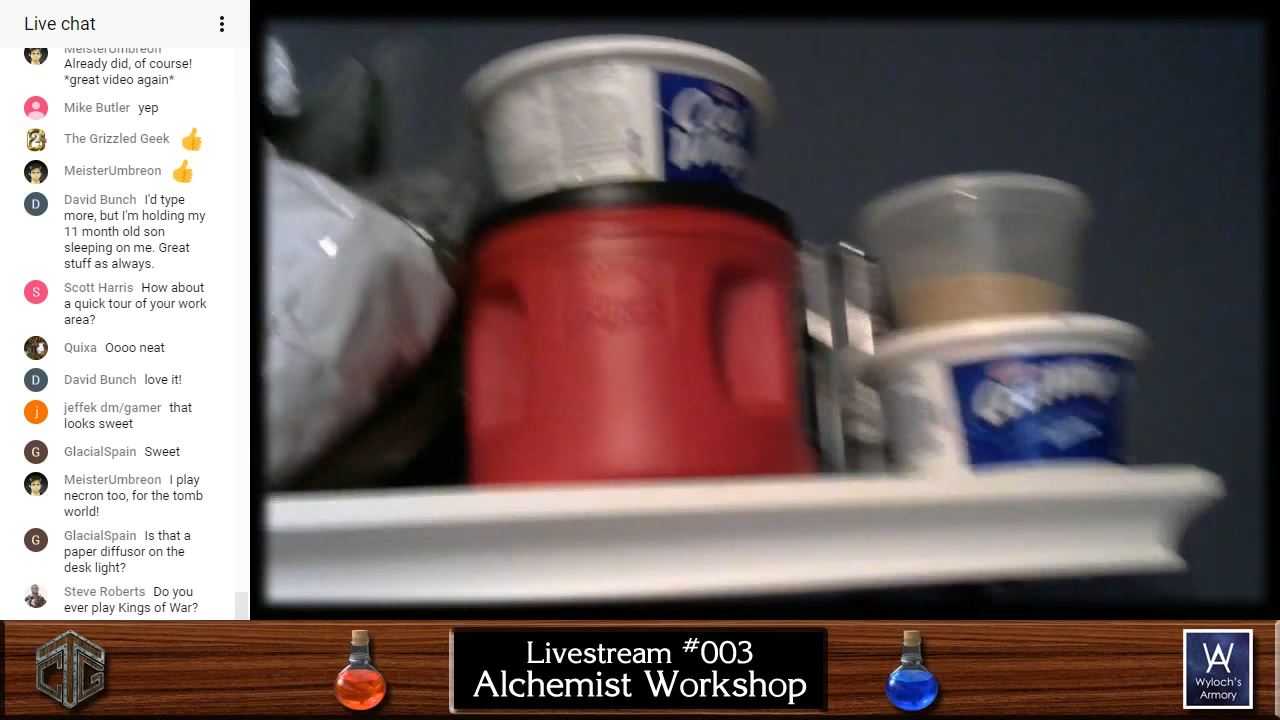 Live chat
MeisterUmbreon
Already did, of course!
*great video again*
Mike Butler yep
The Grizzled Geek
MeisterUmbreon
David Bunch I'd type
more, but I'm holding my
11 month old son
sleeping on me. Great
stuff as always.
Scott Harris How about
a quick tour of your work
area?
Quixa Oooo neat
David Bunch love it!
jeffek dm/gamer that
looks sweet
GlacialSpain Sweet
MeisterUmbreon I play
necron too, for the tomb
world!
GlacialSpain Is that a
paper diffusor on the
desk light?
Steve Roberts Do you
ever play Kings of War?
D
S
D
j
G
G
Livestream #003
Alchemist Workshop
CTG
WA
Wyloch's
Armory